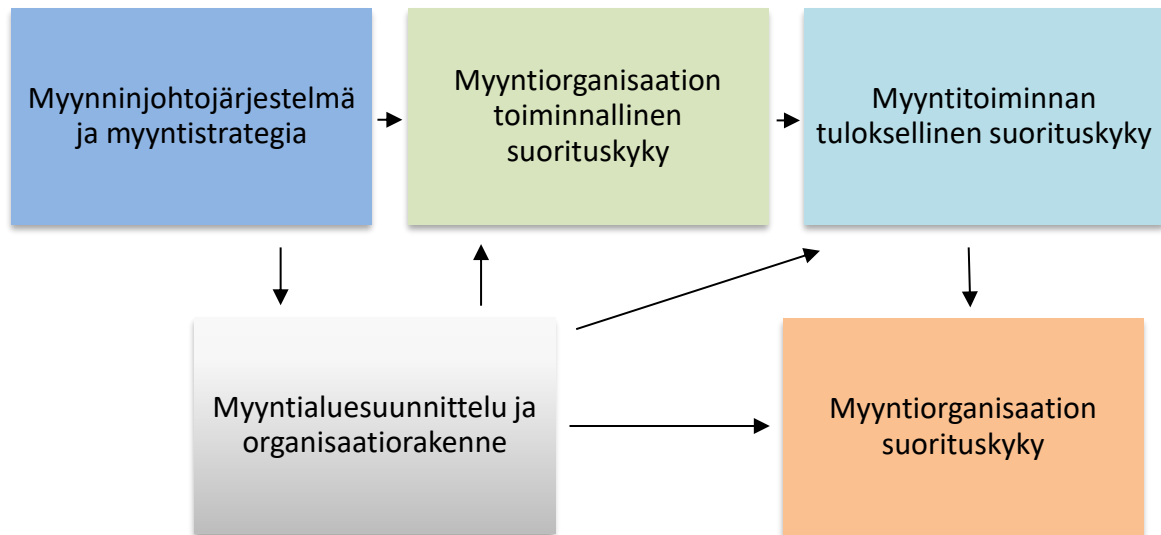 Myynninjohtojärjestelmä
ja myyntistrategia
Myyntiorganisaation
toiminnallinen
suorituskyky
Myyntitoiminnan
tuloksellinen suorituskyky
Myyntialuesuunnittelu ja
organisaatiorakenne
Myyntiorganisaation
suorituskyky